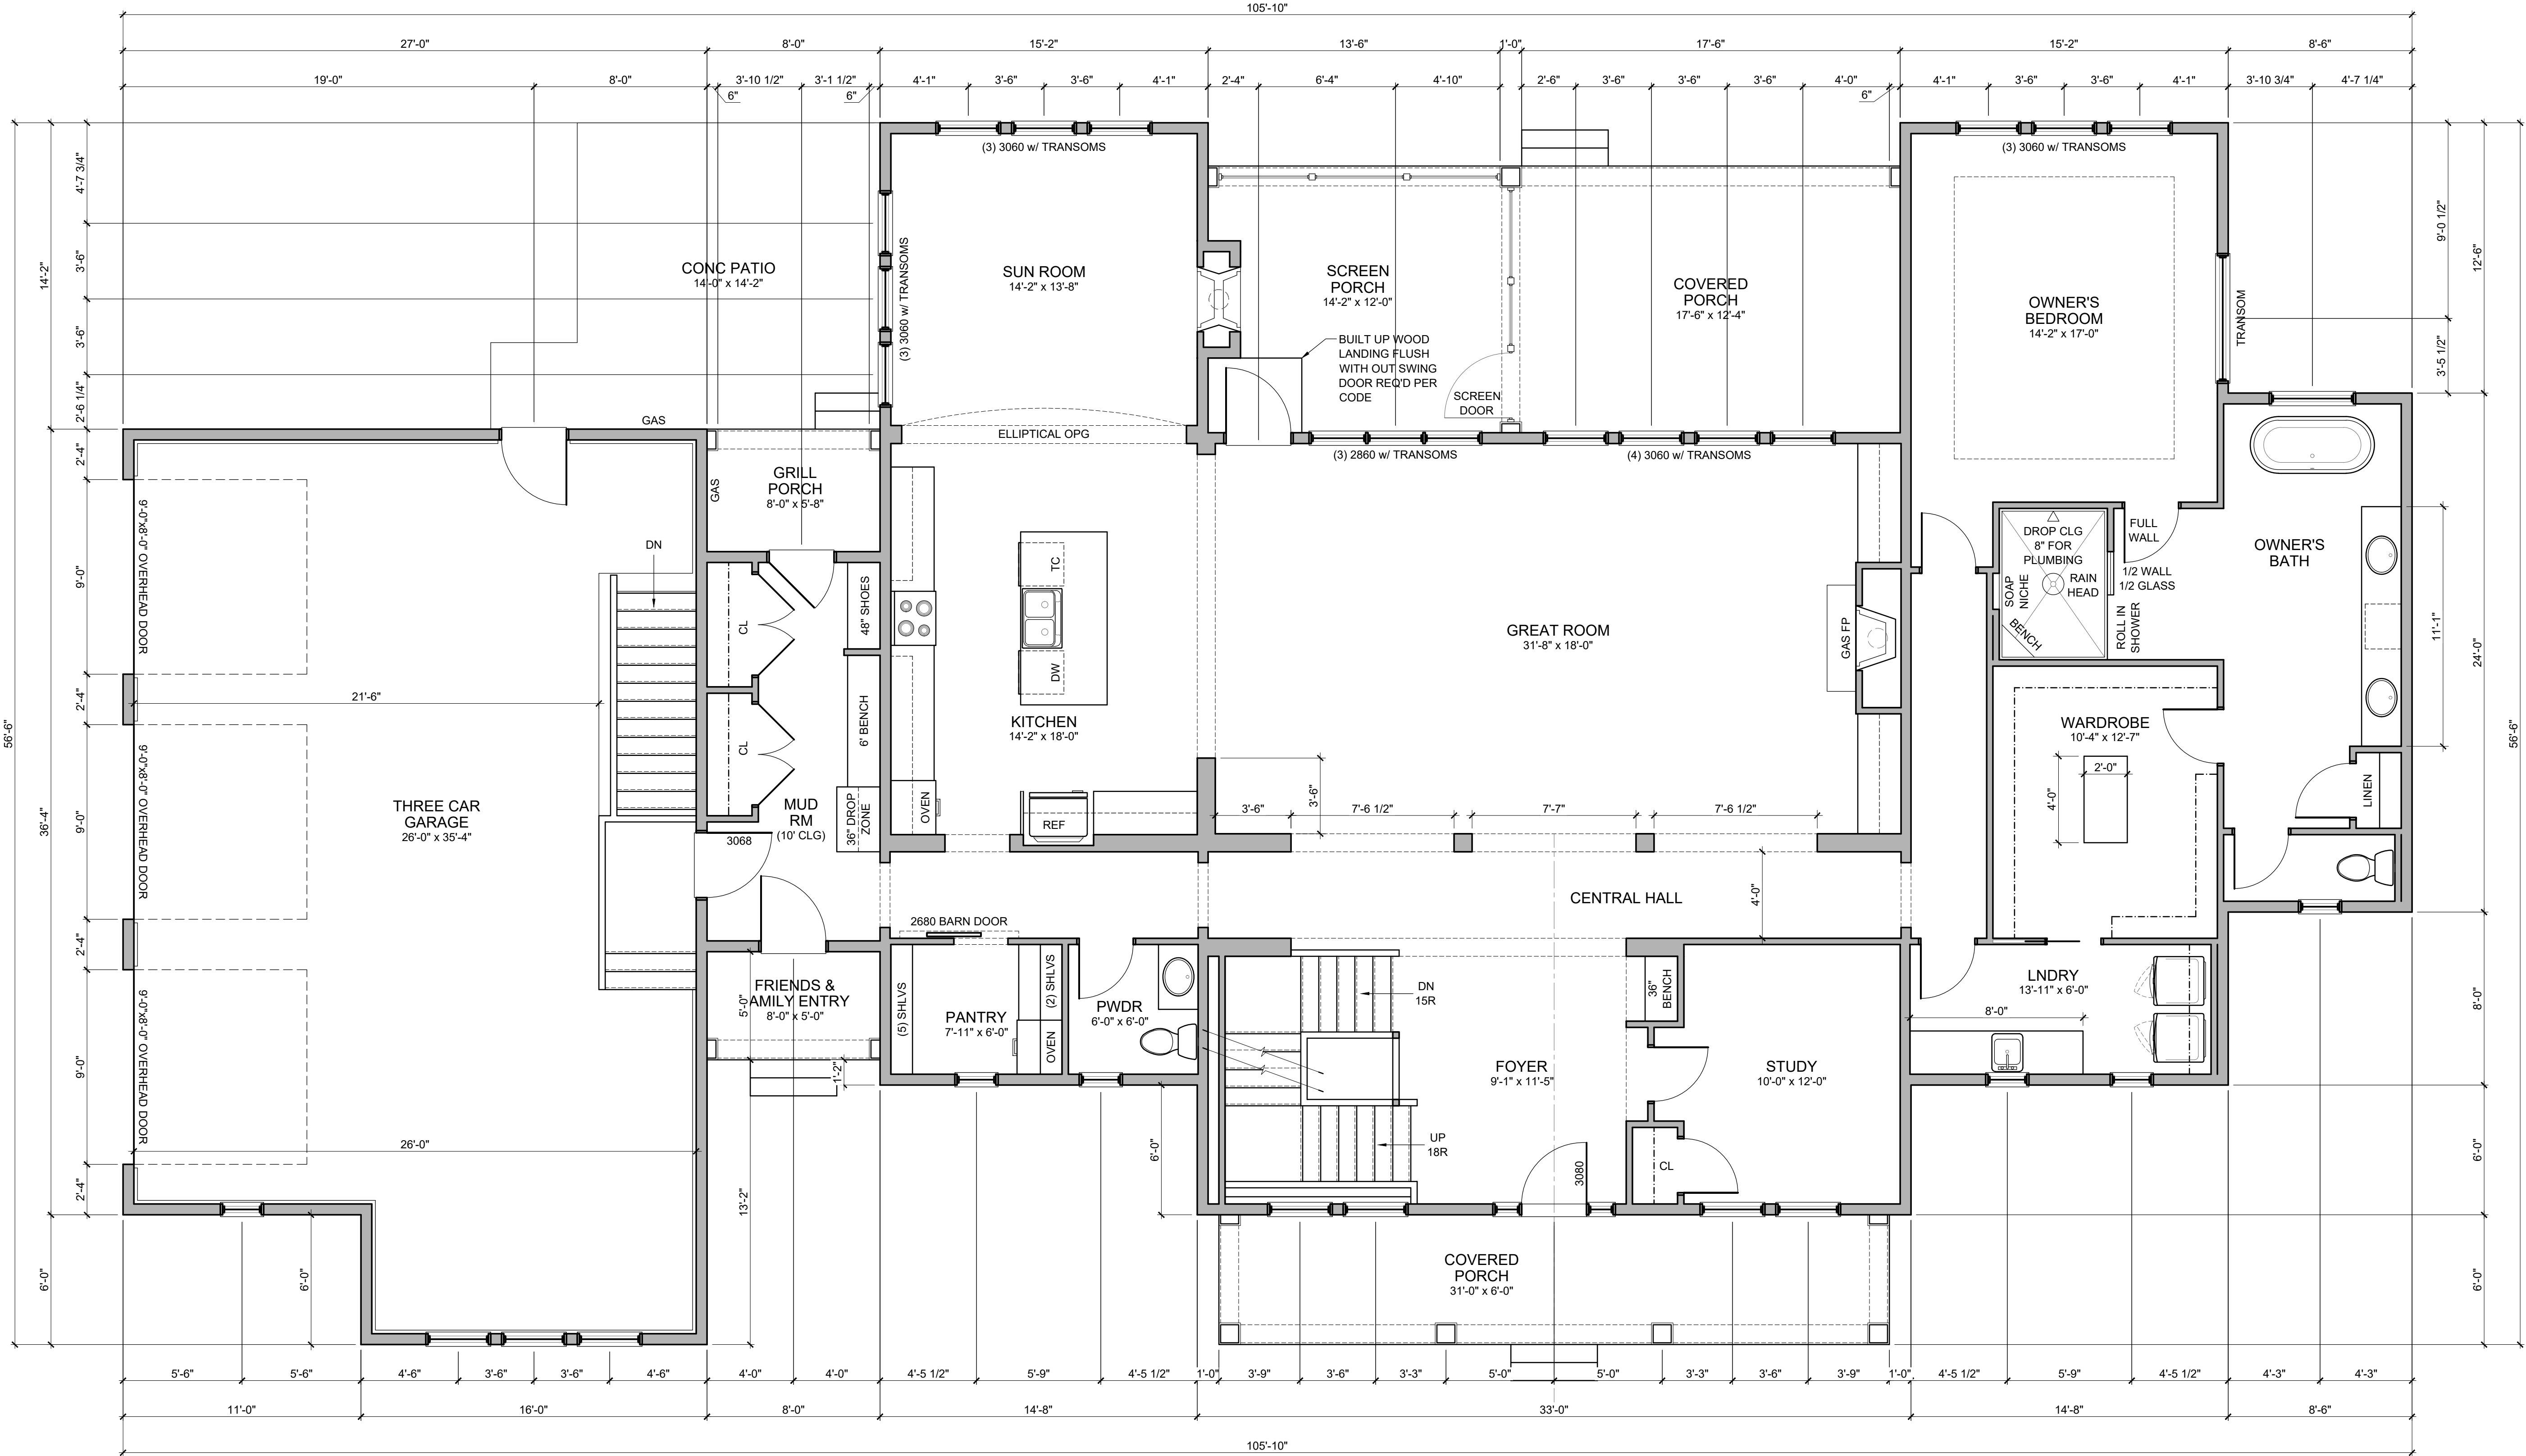 105'-10"
27'-0"
8'-0"
15'-2"
13'-6"
1'-0"
17'-6"
15'-2"
8'-6"
19'-0"
8'-0"
3'-10 1/2"
3'-1 1/2"
4'-1"
3'-6"
3'-6"
4'-1"
2'-4"
6'-4"
4'-10"
2'-6"
3'-6"
3'-6"
3'-6"
4'-0"
4'-1"
3'-6"
3'-6"
4'-1"
3'-10 3/4"
4'-7 1/4"
6"
6"
6"
56'-6"
14'-2"
36'-4"
6'-0"
4'-7 3/4"
3'-6"
3'-6"
2'-6 1/4"
2'-4"
9'-0"
2'-4"
9'-0"
2'-4"
9'-0"
2'-4"
CONC PATIO
14'-0" x 14'-2"
GAS
(3) 3060 w/ TRANSOMS
(3) 3060 w/ TRANSOMS
SUN ROOM
14'-2" x 13'-8"
ELLIPTICAL OPG
SCREEN
PORCH
14'-2" x 12'-0"
BUILT UP WOOD
LANDING FLUSH
WITH OUT SWING
DOOR REQ'D PER
CODE
SCREEN
DOOR
COVERED
PORCH
17'-6" x 12'-4"
(3) 2860 w/ TRANSOMS
(4) 3060 w/ TRANSOMS
(3) 3060 w/ TRANSOMS
OWNER'S
BEDROOM
14'-2" x 17'-0"
TRANSOM
9'-0 1/2"
3'-5 1/2"
12'-6"
24'-0"
8'-0"
6'-0"
6'-0"
56'-6"
11'-1"
9'-0"x8'-0" OVERHEAD DOOR
9'-0"x8'-0" OVERHEAD DOOR
9'-0"x8'-0" OVERHEAD DOOR
DN
21'-6"
THREE CAR
GARAGE
26'-0" x 35'-4"
26'-0"
6'-0"
GAS
GRILL
PORCH
8'-0" x 5'-8"
CL
CL
48" SHOES
6' BENCH
36" DROP
ZONE
MUD
RM
(10' CLG)
3068
FRIENDS &
AMILY ENTRY
8'-0" x 5'-0"
5'-0"
1'-2"
13'-2"
TC
DW
OVEN
REF
KITCHEN
14'-2" x 18'-0"
GREAT ROOM
31'-8" x 18'-0"
GAS FP
3'-6"
3'-6"
7'-6 1/2"
7'-7"
7'-6 1/2"
CENTRAL HALL
4'-0"
2680 BARN DOOR
(5) SHLVS
PANTRY
7'-11" x 6'-0"
(2) SHLVS
OVEN
PWDR
6'-0" x 6'-0"
6'-0"
DN
15R
UP
18R
FOYER
9'-1" x 11'-5"
3080
36"
BENCH
STUDY
10'-0" x 12'-0"
CL
DROP CLG
8" FOR
PLUMBING
RAIN
HEAD
SOAP
NICHE
BENCH
ROLL IN
SHOWER
FULL
WALL
1/2 WALL
1/2 GLASS
OWNER'S
BATH
WARDROBE
10'-4" x 12'-7"
2'-0"
4'-0"
LINEN
LNDRY
13'-11" x 6'-0"
8'-0"
COVERED
PORCH
31'-0" x 6'-0"
5'-6"
5'-6"
4'-6"
3'-6"
3'-6"
4'-6"
4'-0"
4'-0"
4'-5 1/2"
5'-9"
4'-5 1/2"
1'-0"
3'-9"
3'-6"
3'-3"
5'-0"
5'-0"
3'-3"
3'-6"
3'-9"
1'-0"
4'-5 1/2"
5'-9"
4'-5 1/2"
4'-3"
4'-3"
11'-0"
16'-0"
8'-0"
14'-8"
33'-0"
14'-8"
8'-6"
105'-10"